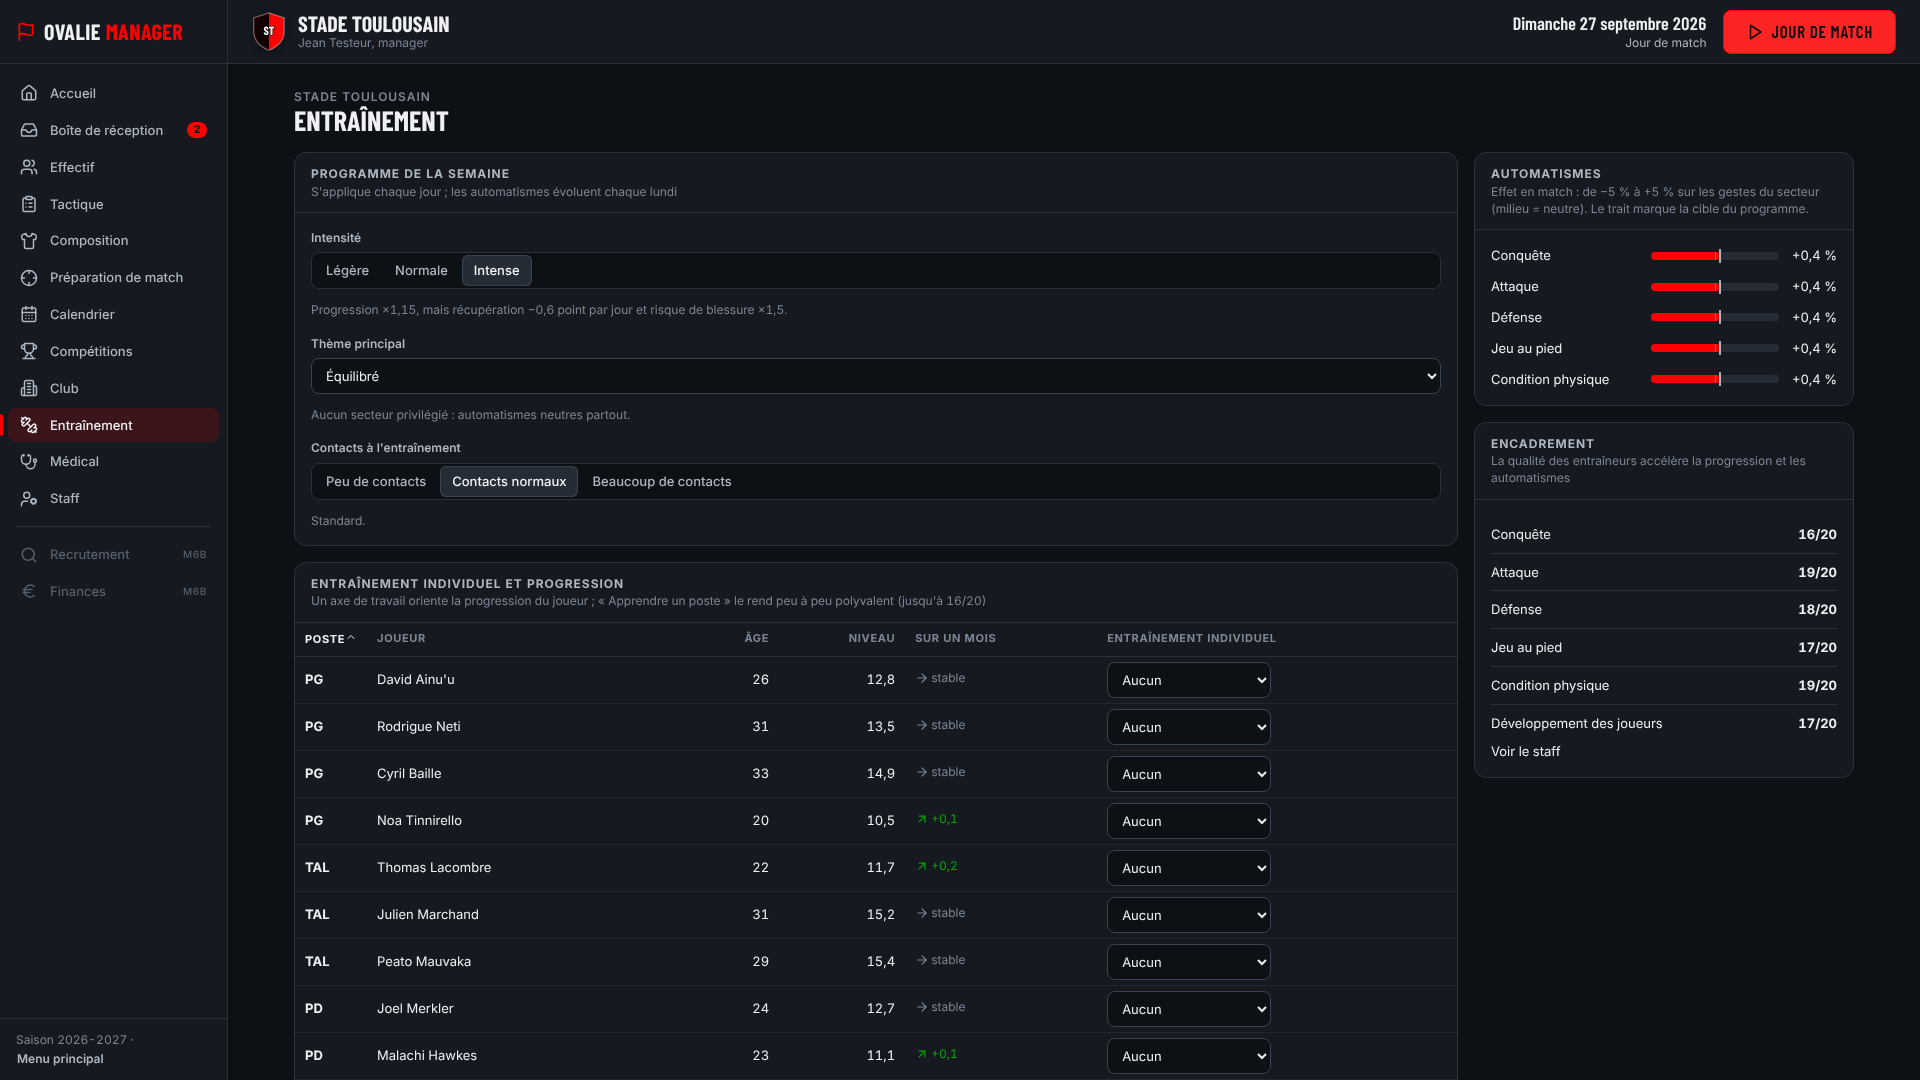 OVALIE MANAGER
Accueil
Boîte de réception 2
Effectif
Tactique
Composition
Préparation de match
Calendrier
Compétitions
Club
Entraînement
Médical
Staff
Recrutement M6B
Finances M6B
Saison 2026-2027 ·
Menu principal
ST
STADE TOULOUSAIN
Jean Testeur, manager
Dimanche 27 septembre 2026
Jour de match
JOUR DE MATCH
STADE TOULOUSAIN
ENTRAÎNEMENT
PROGRAMME DE LA SEMAINE
S'applique chaque jour ; les automatismes évoluent chaque lundi
Intensité
Légère Normale Intense
Progression ×1,15, mais récupération −0,6 point par jour et risque de blessure ×1,5.
Thème principal
Équilibré
Aucun secteur privilégié : automatismes neutres partout.
Contacts à l'entraînement
Peu de contacts Contacts normaux Beaucoup de contacts
Standard.
ENTRAÎNEMENT INDIVIDUEL ET PROGRESSION
Un axe de travail oriente la progression du joueur ; « Apprendre un poste » le rend peu à peu polyvalent (jusqu'à 16/20)
POSTE JOUEUR ÂGE NIVEAU SUR UN MOIS ENTRAÎNEMENT INDIVIDUEL
PG David Ainu'u 26 12,8 → stable Aucun
PG Rodrigue Neti 31 13,5 → stable Aucun
PG Cyril Baille 33 14,9 → stable Aucun
PG Noa Tinnirello 20 10,5 ↗ +0,1 Aucun
TAL Thomas Lacombre 22 11,7 ↗ +0,2 Aucun
TAL Julien Marchand 31 15,2 → stable Aucun
TAL Peato Mauvaka 29 15,4 → stable Aucun
PD Joel Merkler 24 12,7 → stable Aucun
PD Malachi Hawkes 23 11,1 ↗ +0,1 Aucun
AUTOMATISMES
Effet en match : de −5 % à +5 % sur les gestes du secteur
(milieu = neutre). Le trait marque la cible du programme.
Conquête +0,4 %
Attaque +0,4 %
Défense +0,4 %
Jeu au pied +0,4 %
Condition physique +0,4 %
ENCADREMENT
La qualité des entraîneurs accélère la progression et les
automatismes
Conquête 16/20
Attaque 19/20
Défense 18/20
Jeu au pied 17/20
Condition physique 19/20
Développement des joueurs 17/20
Voir le staff